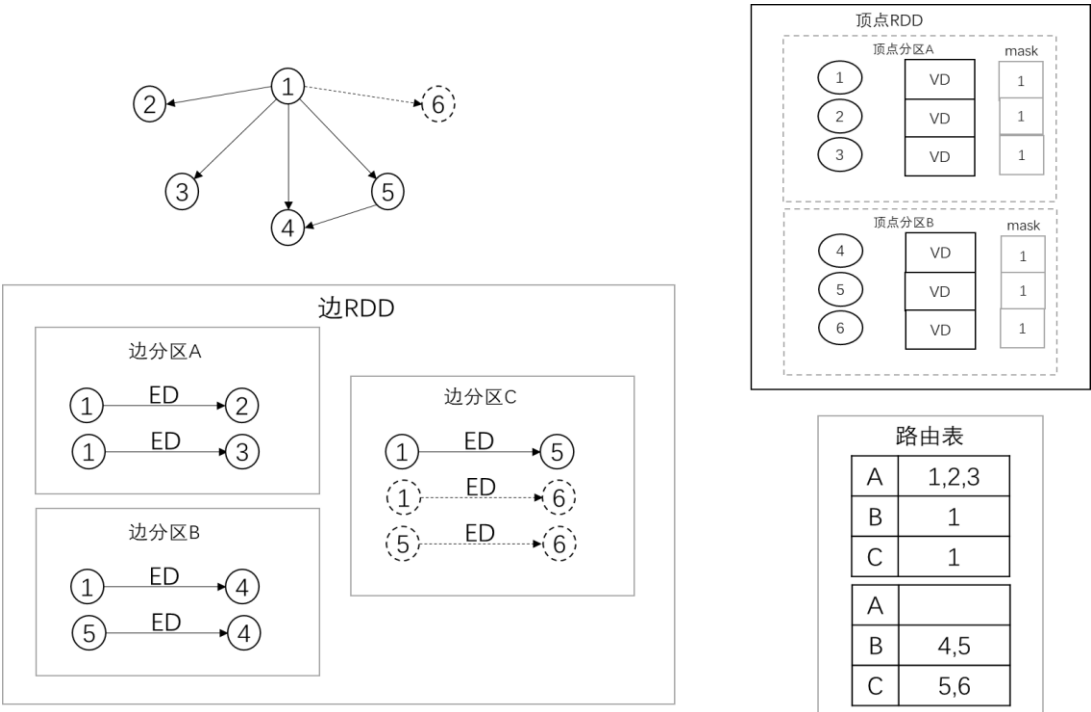 1
2
6
3
5
4
边RDD
边分区A
1 ED 2
1 ED 3
边分区B
1 ED 4
5 ED 4
边分区C
1 ED 5
1 ED 6
5 ED 6
顶点RDD
顶点分区A
mask
1 VD 1
2 VD 1
3 VD 1
顶点分区B
mask
4 VD 1
5 VD 1
6 VD 1
路由表
A 1,2,3
B 1
C 1
A
B 4,5
C 5,6